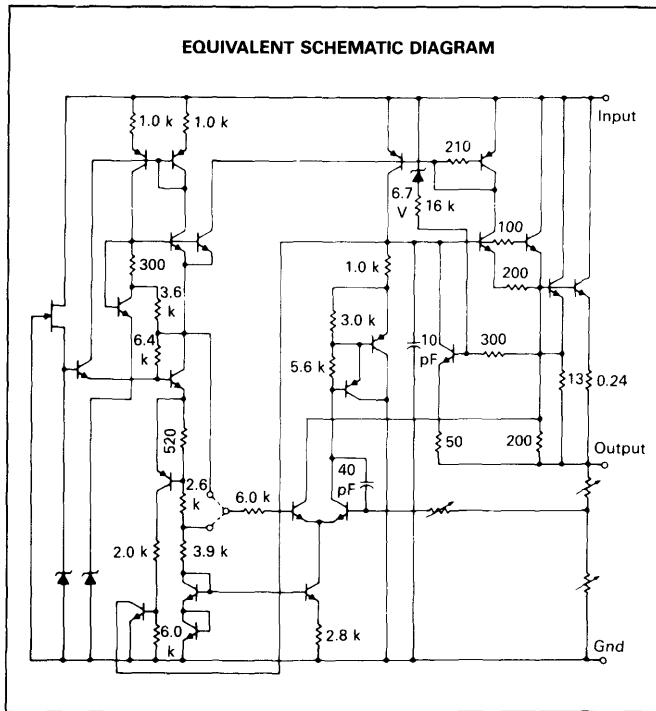 EQUIVALENT SCHEMATIC DIAGRAM
Input
1.0 k
1.0 k
210
6.7
V
16 k
100
300
1.0 k
200
3.6
k
3.0 k
6.4
k
10
pF
300
5.6 k
13
0.24
520
50
200
Output
2.6
k
40
pF
6.0 k
2.0 k
3.9 k
6.0
k
2.8 k
Gnd